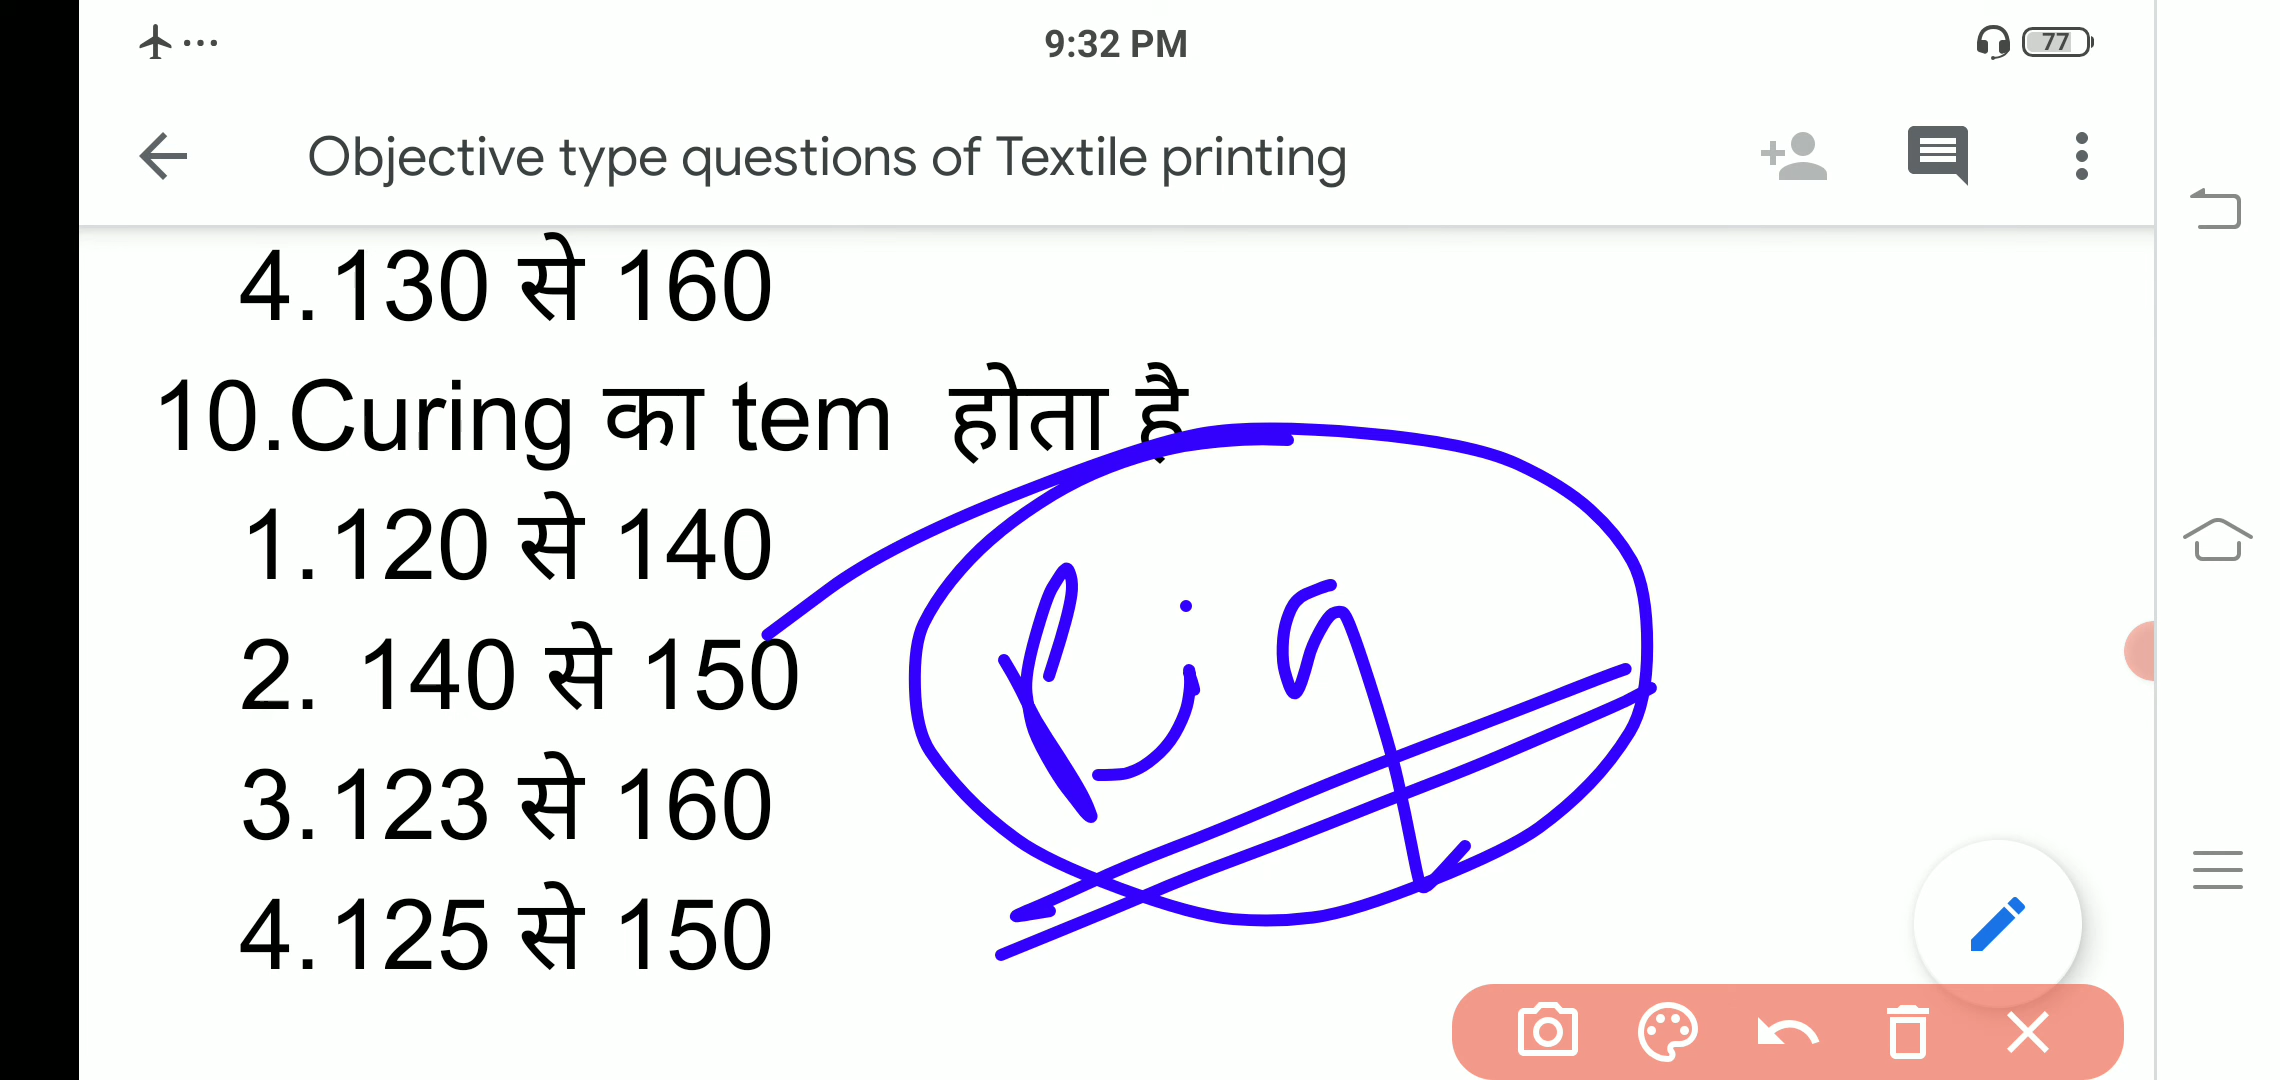 9:32 PM
77
Objective type questions of Textile printing
4.130 से 160
10.Curing का tem होता है
1.120 से 140
2. 140 से 150
3.123 से 160
4.125 से 150